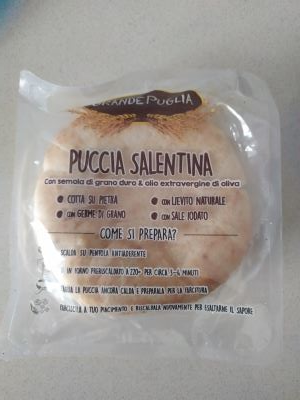 GRANDE PUGLIA
PUCCIA SALENTINA
Con semola di grano duro & olio extravergine di oliva
COTTA SU PIETRA
CON LIEVITO NATURALE
CON GERME DI GRANO
CON SALE IODATO
COME SI PREPARA?
SCALDA SU PENTOLA ANTIADERENTE
IN FORNO PRERISCALDATO A 220° PER CIRCA 3-4 MINUTI
LA PUCCIA ANCORA CALDA E PREPARALA PER LA FARCITURA
FARCISCILA A TUO PIACIMENTO, E RISCALDALA NUOVAMENTE PER ESALTARNE IL SAPORE